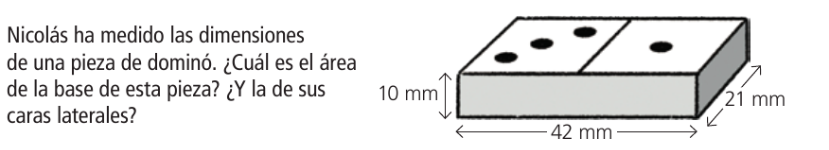 Nicolás ha medido las dimensiones
de una pieza de dominó. ¿Cuál es el área
de la base de esta pieza? ¿Y la de sus
caras laterales?
10 mm
21 mm
42 mm